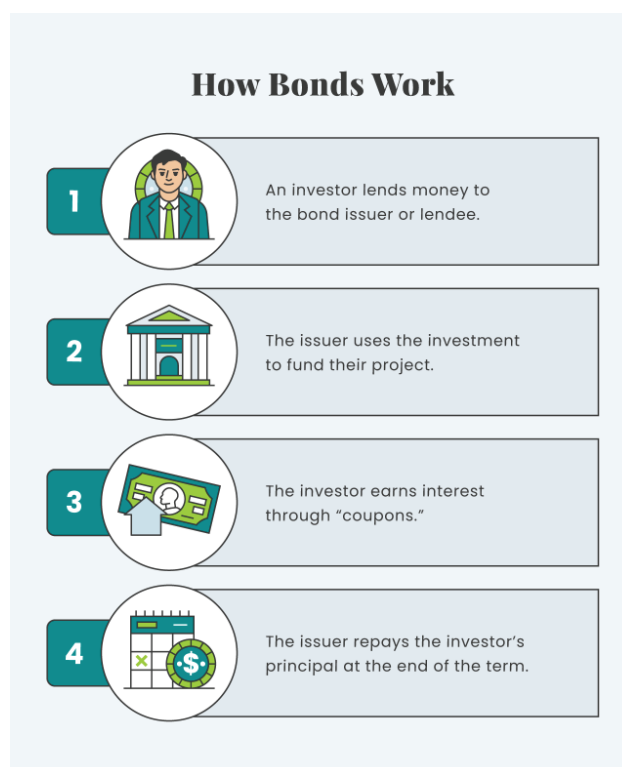 How Bonds Work
1
An investor lends money to
the bond issuer or lendee.
2
The issuer uses the investment
to fund their project.
3
The investor earns interest
through “coupons.”
4
The issuer repays the investor’s
principal at the end of the term.
$